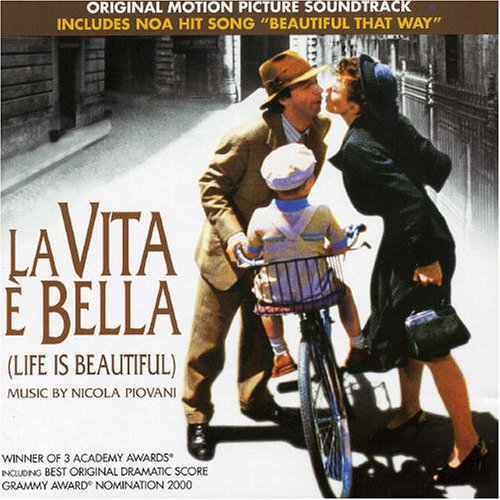 ORIGINAL MOTION PICTURE SOUNDTRACK
INCLUDES NOA HIT SONG “BEAUTIFUL THAT WAY”
LA VITA
È BELLA
(LIFE IS BEAUTIFUL)
MUSIC BY NICOLA PIOVANI
WINNER OF 3 ACADEMY AWARDS®
INCLUDING BEST ORIGINAL DRAMATIC SCORE
GRAMMY AWARD® NOMINATION 2000